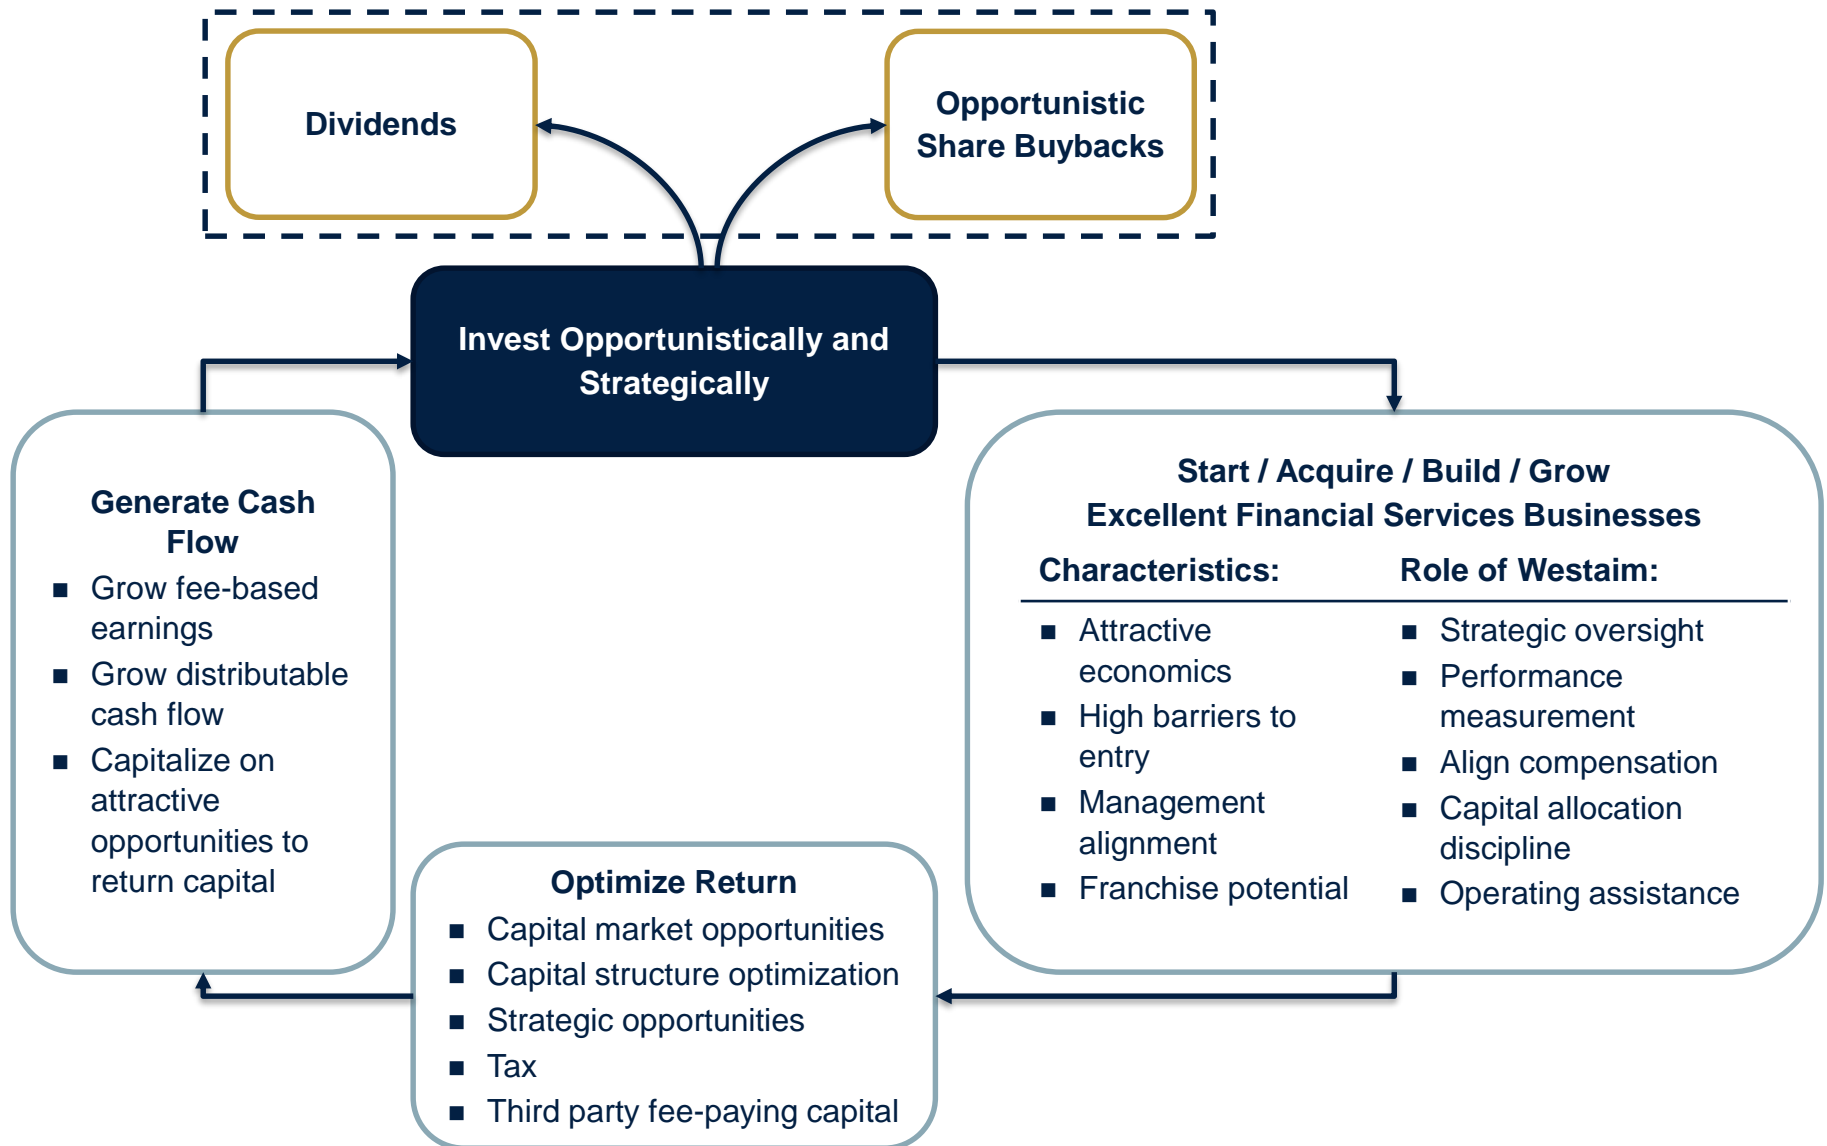 Dividends
Opportunistic
Share Buybacks
Invest Opportunistically and
Strategically
Generate Cash
Flow
■ Grow fee-based
earnings
■ Grow distributable
cash flow
■ Capitalize on
attractive
opportunities to
return capital
Start / Acquire / Build / Grow
Excellent Financial Services Businesses
Characteristics:
■ Attractive
economics
■ High barriers to
entry
■ Management
alignment
■ Franchise potential
Role of Westaim:
■ Strategic oversight
■ Performance
measurement
■ Align compensation
■ Capital allocation
discipline
■ Operating assistance
Optimize Return
■ Capital market opportunities
■ Capital structure optimization
■ Strategic opportunities
■ Tax
■ Third party fee-paying capital